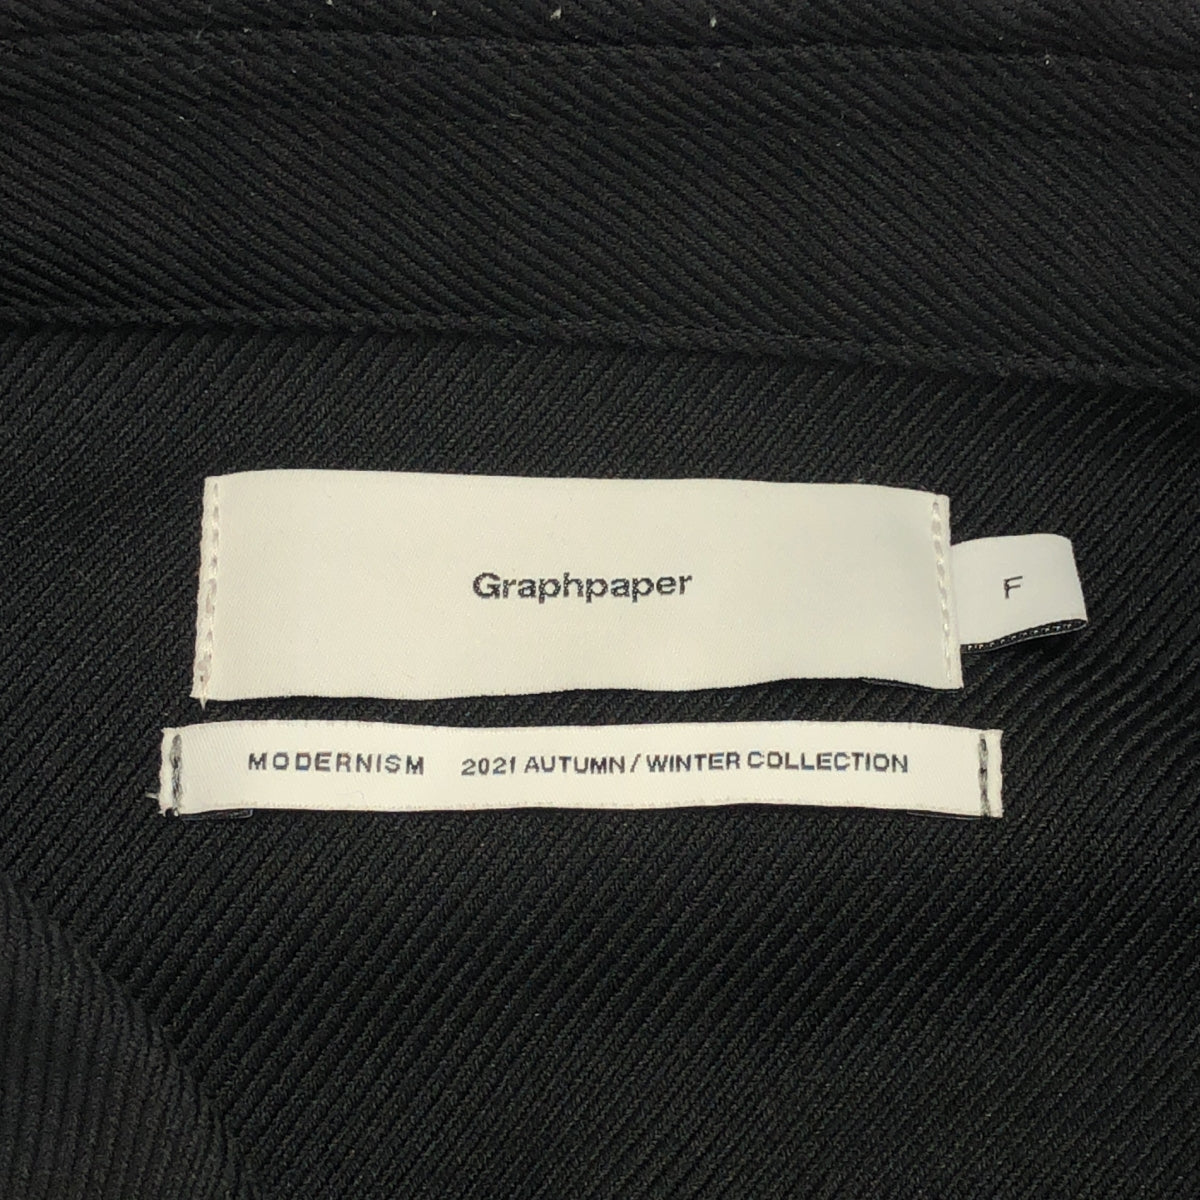 Graphpaper
F
MODERNISM 2021 AUTUMN / WINTER COLLECTION